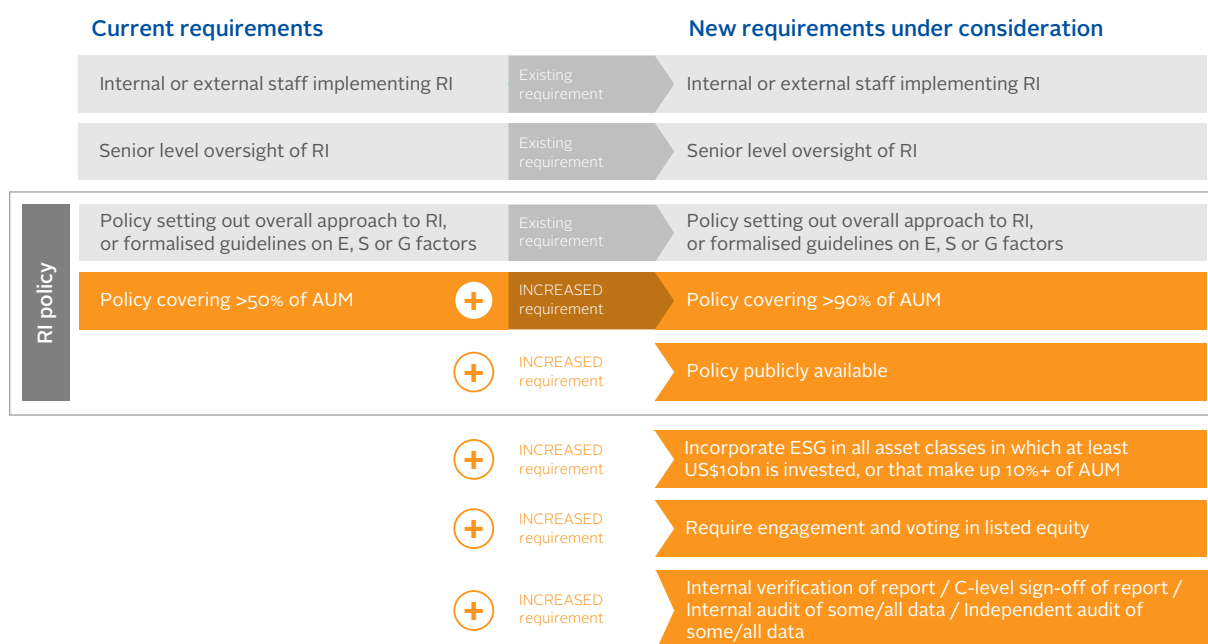 Current requirements
New requirements under consideration
Internal or external staff implementing RI
Existing
requirement
Internal or external staff implementing RI
Senior level oversight of RI
Existing
requirement
Senior level oversight of RI
RI policy
Policy setting out overall approach to RI,
or formalised guidelines on E, S or G factors
Existing
requirement
Policy setting out overall approach to RI,
or formalised guidelines on E, S or G factors
Policy covering >50% of AUM
+
INCREASED
requirement
Policy covering >90% of AUM
+
INCREASED
requirement
Policy publicly available
+
INCREASED
requirement
Incorporate ESG in all asset classes in which at least
US$10bn is invested, or that make up 10%+ of AUM
+
INCREASED
requirement
Require engagement and voting in listed equity
+
INCREASED
requirement
Internal verification of report / C-level sign-off of report /
Internal audit of some/all data / Independent audit of
some/all data